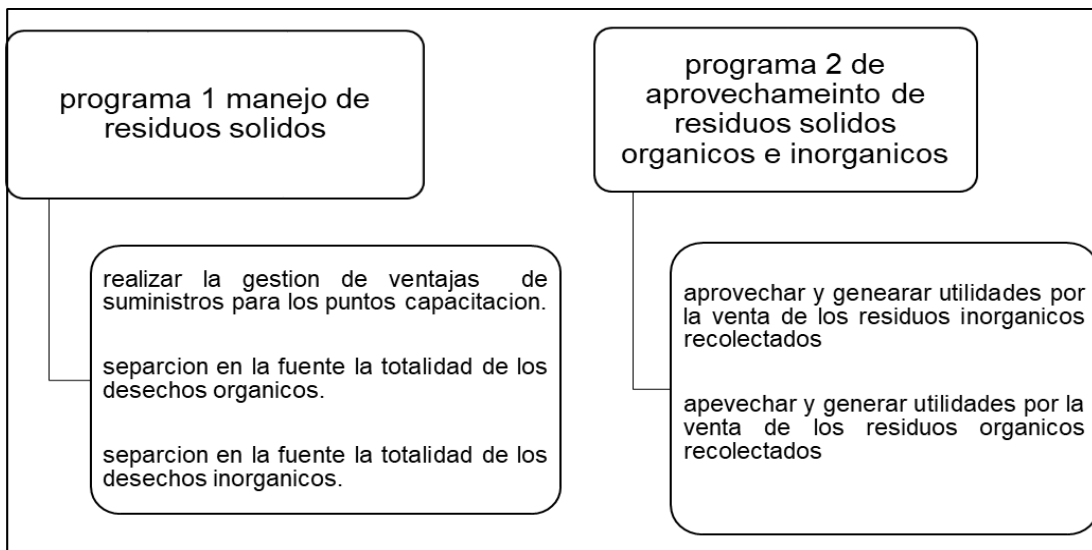 programa 1 manejo de
residuos solidos
realizar la gestion de ventajas de
suministros para los puntos capacitacion.
separcion en la fuente la totalidad de los
desechos organicos.
separcion en la fuente la totalidad de los
desechos inorganicos.
programa 2 de
aprovechameinto de
residuos solidos
organicos e inorganicos
aprovechar y genearar utilidades por
la venta de los residuos inorganicos
recolectados
apevechar y generar utilidades por la
venta de los residuos organicos
recolectados